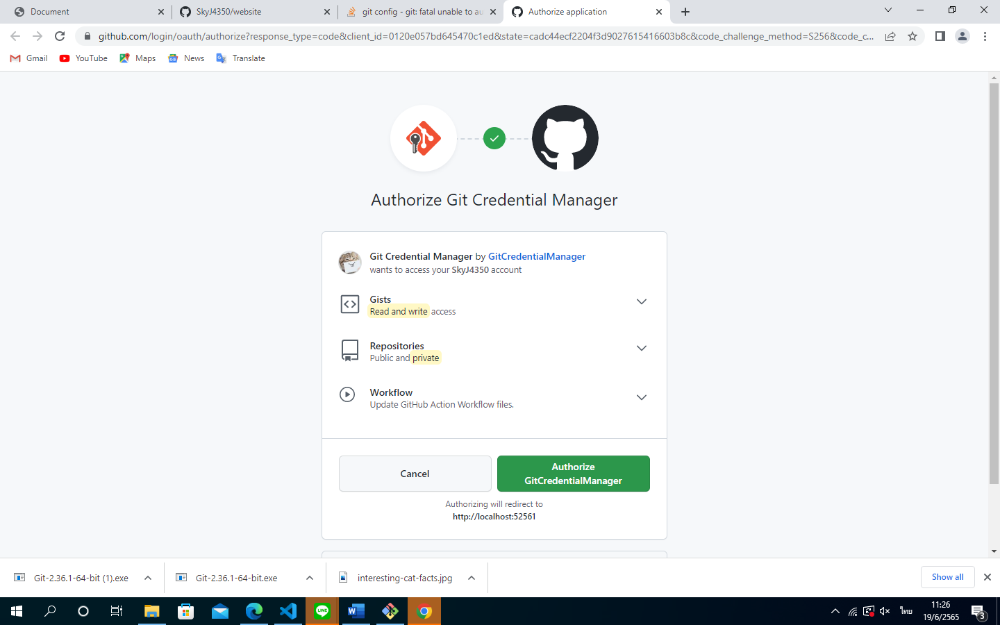 Document
SkyJ4350/website
git config - git: fatal unable to au
Authorize application
github.com/login/oauth/authorize?response_type=code&client_id=0120e057bd645470c1ed&state=cadc44ecf2204f3d9027615416603b8c&code_challenge_method=S256&code_c...
Gmail
YouTube
Maps
News
Translate
Authorize Git Credential Manager
Git Credential Manager by GitCredentialManager
wants to access your SkyJ4350 account
Gists
Read and write access
Repositories
Public and private
Workflow
Update GitHub Action Workflow files.
Cancel
Authorize
GitCredentialManager
Authorizing will redirect to
http://localhost:52561
Git-2.36.1-64-bit (1).exe
Git-2.36.1-64-bit.exe
interesting-cat-facts.jpg
Show all
ไทย
11:26
19/6/2565
3